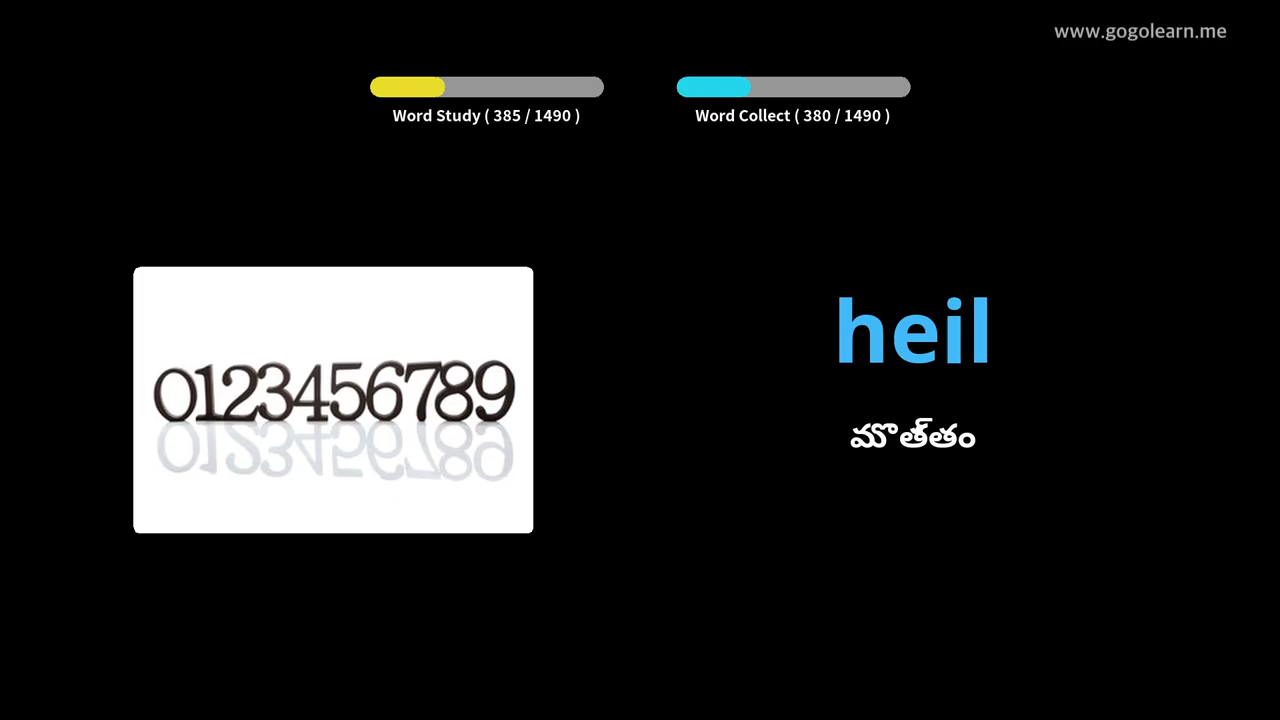 www.gogolearn.me
Word Study ( 385 / 1490 )
Word Collect ( 380 / 1490 )
0123456789
heil
మొత్తం